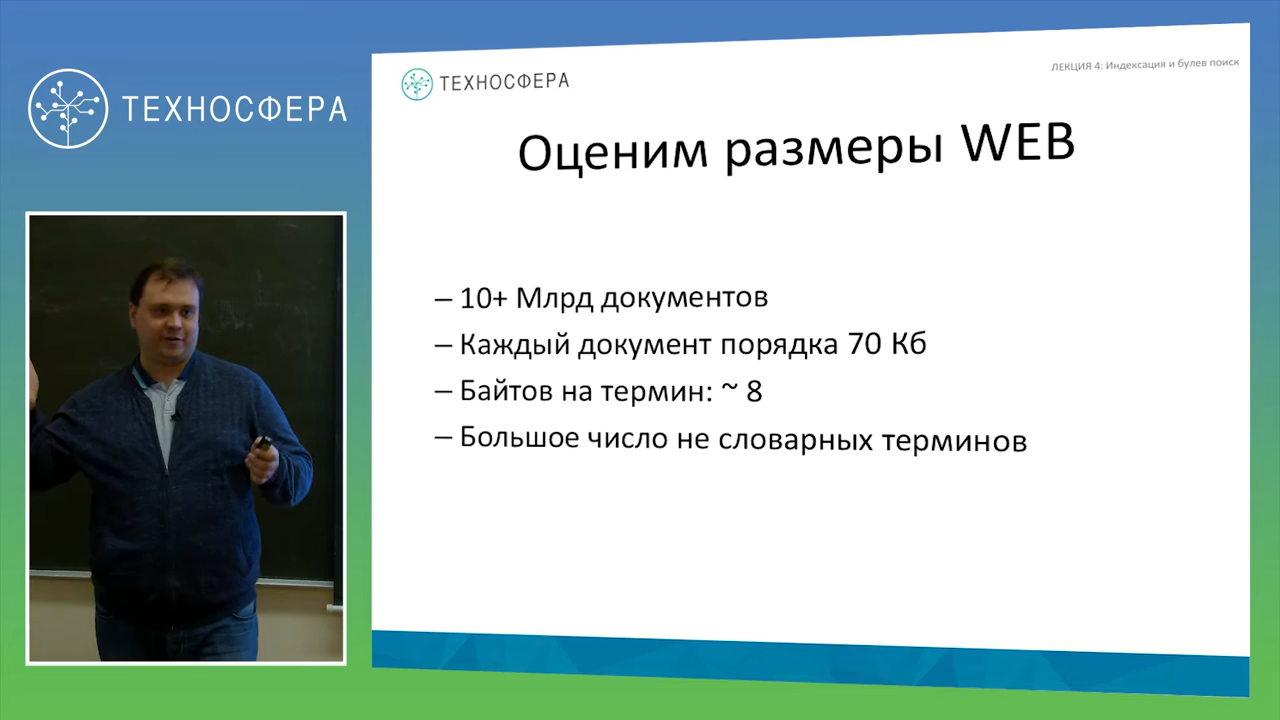 ТЕХНОСФЕРА
ТЕХНОСФЕРА
ЛЕКЦИЯ 4: Индексация и булев поиск
Оценим размеры WEB
– 10+ Млрд документов
– Каждый документ порядка 70 Кб
– Байтов на термин: ~ 8
– Большое число не словарных терминов